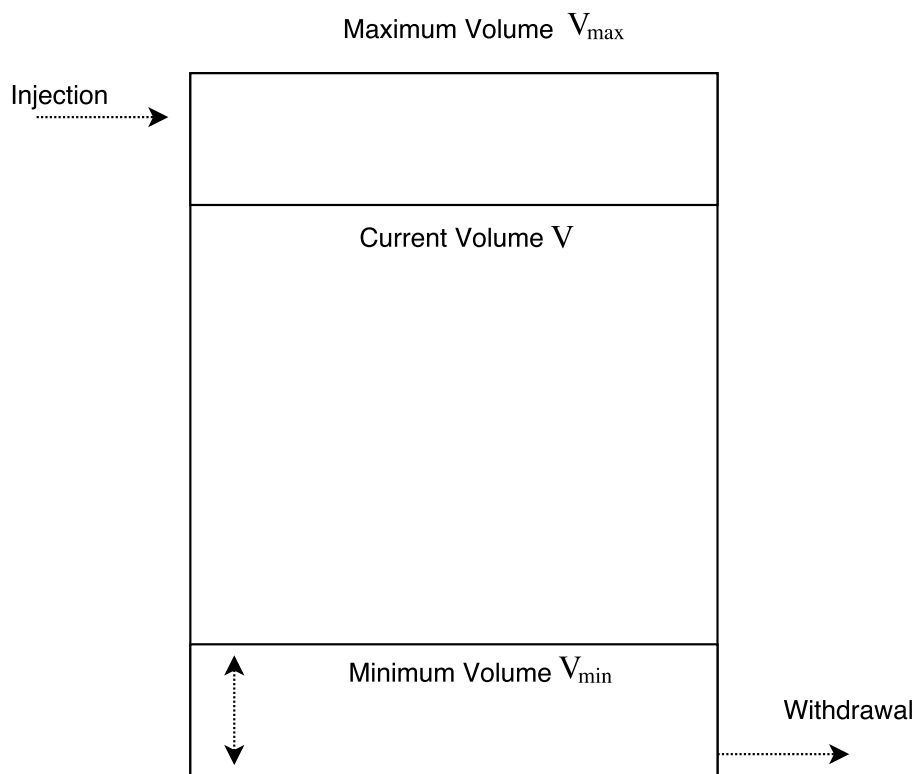 Maximum Volume Vmax
Injection
Current Volume V
Minimum Volume Vmin
Withdrawal